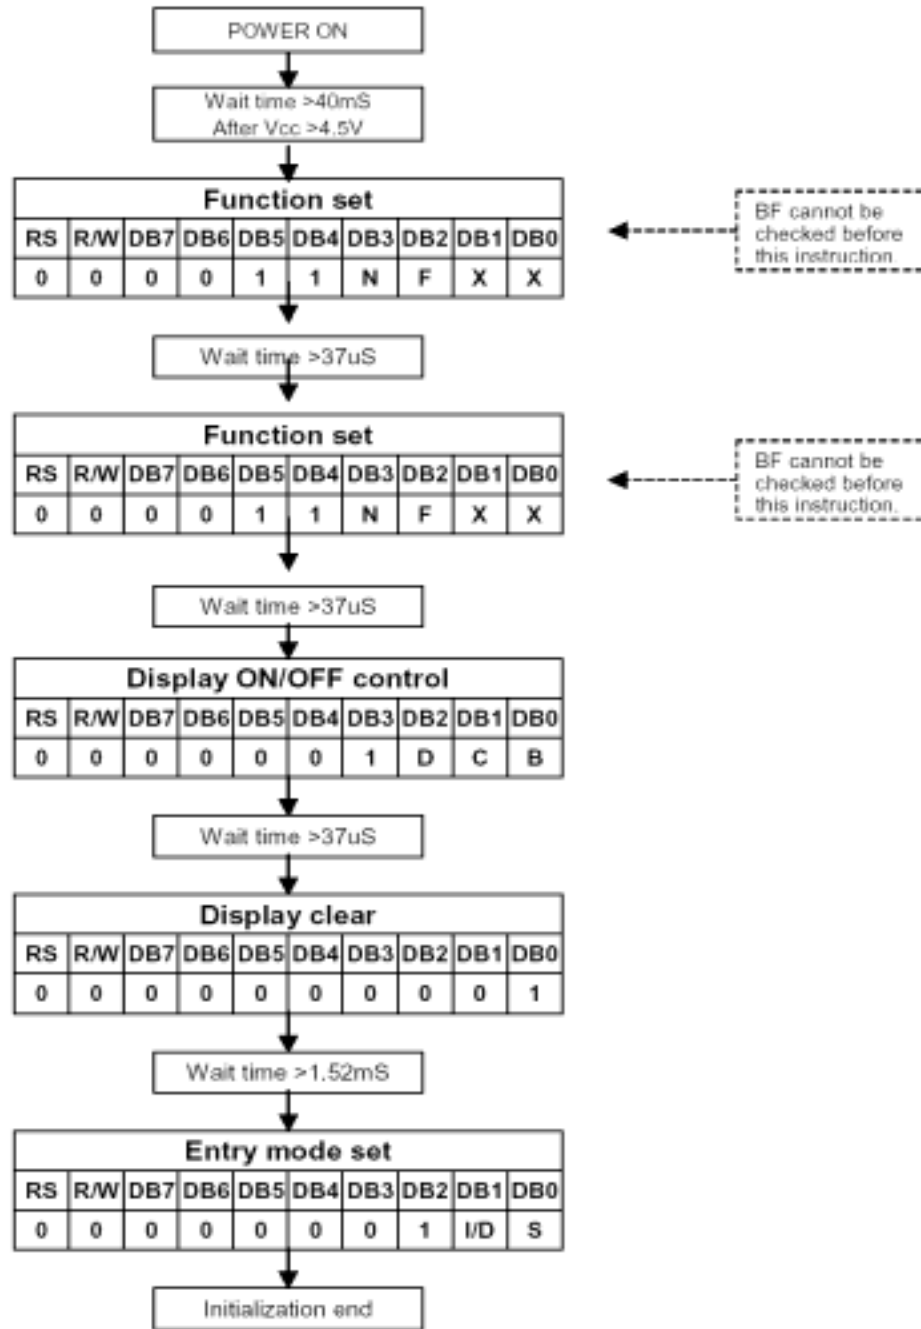 POWER ON
Wait time >40mS
After Vcc >4.5V
Function set
RS R/W DB7 DB6 DB5 DB4 DB3 DB2 DB1 DB0
0 0 0 0 1 1 N F X X
BF cannot be
checked before
this instruction.
Wait time >37uS
Function set
RS R/W DB7 DB6 DB5 DB4 DB3 DB2 DB1 DB0
0 0 0 0 1 1 N F X X
BF cannot be
checked before
this instruction.
Wait time >37uS
Display ON/OFF control
RS R/W DB7 DB6 DB5 DB4 DB3 DB2 DB1 DB0
0 0 0 0 0 0 1 D C B
Wait time >37uS
Display clear
RS R/W DB7 DB6 DB5 DB4 DB3 DB2 DB1 DB0
0 0 0 0 0 0 0 0 0 1
Wait time >1.52mS
Entry mode set
RS R/W DB7 DB6 DB5 DB4 DB3 DB2 DB1 DB0
0 0 0 0 0 0 0 1 I/D S
Initialization end